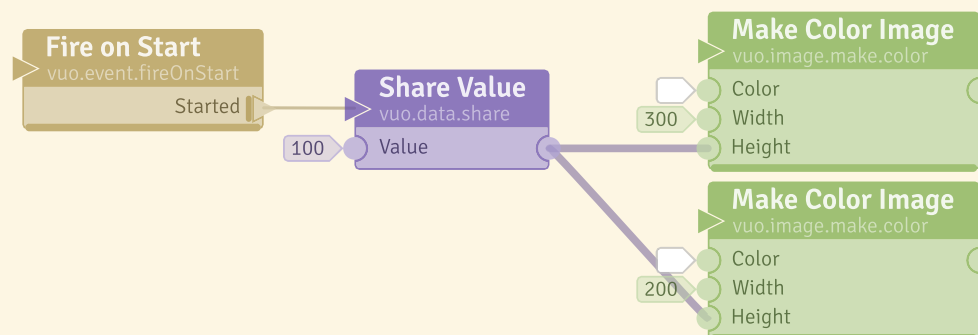 Fire on Start
vuo.event.fireOnStart
Started
Share Value
vuo.data.share
100
Value
Make Color Image
vuo.image.make.color
Color
300
Width
Height
Make Color Image
vuo.image.make.color
Color
200
Width
Height